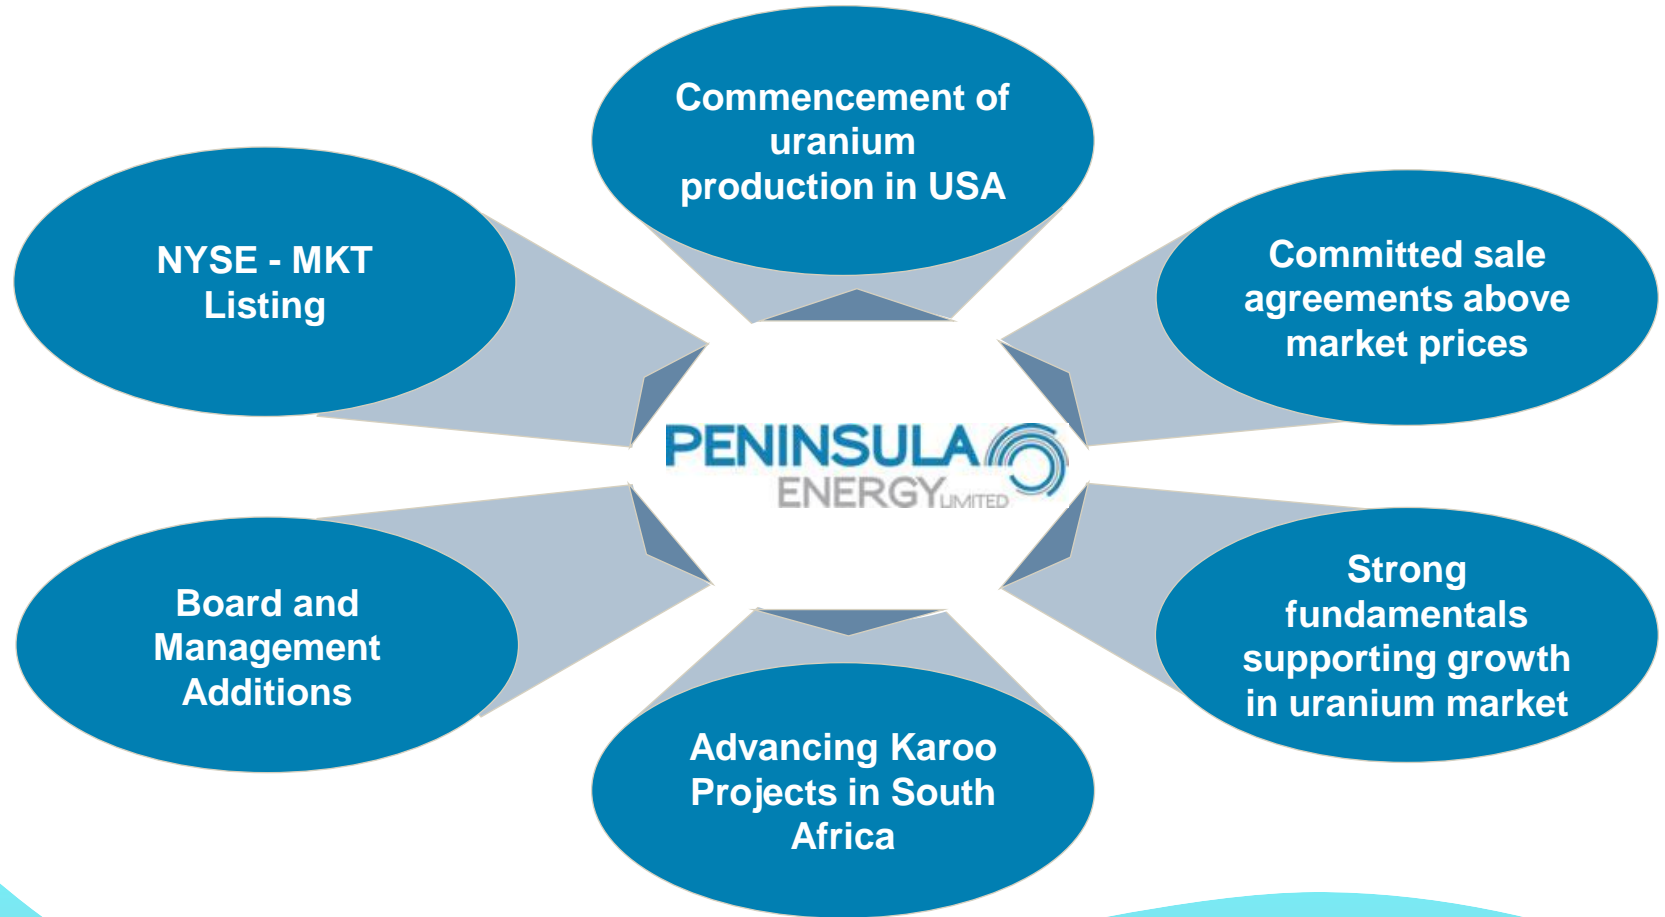 Commencement of
uranium
production in USA
NYSE - MKT
Listing
Committed sale
agreements above
market prices
PENINSULA
ENERGY LIMITED
Board and
Management
Additions
Strong
fundamentals
supporting growth
in uranium market
Advancing Karoo
Projects in South
Africa